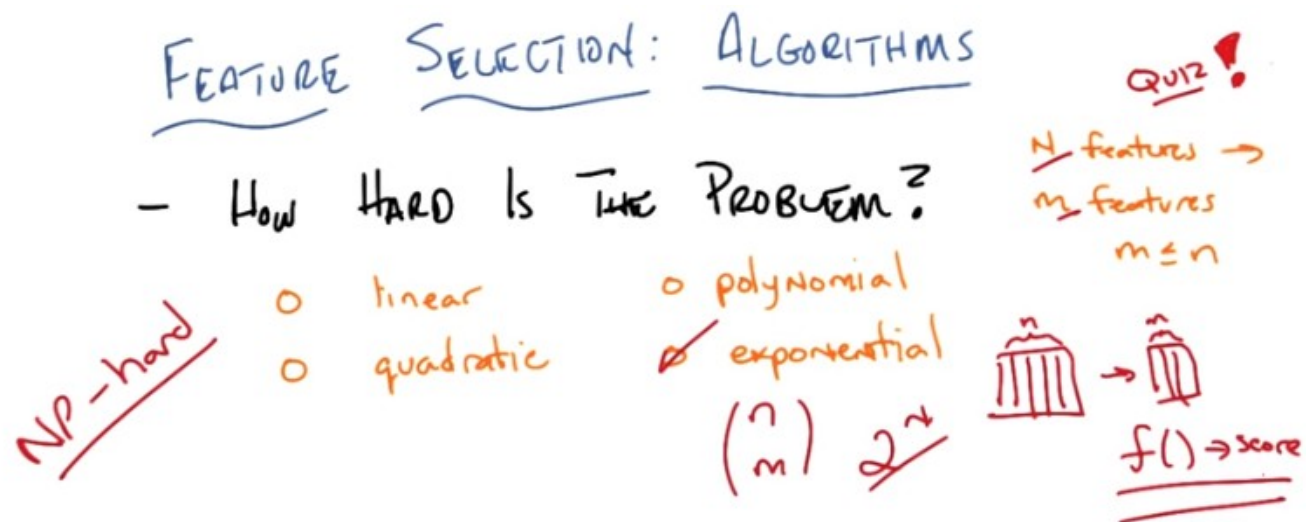 FEATURE SELECTION: ALGORITHMS
QUIZ!
N features →
m features
m ≤ n
- HOW HARD IS THE PROBLEM?
○ linear
○ polynomial
○ quadratic
○ exponential
NP-hard
(n m) 2^n
n → m
f() → score